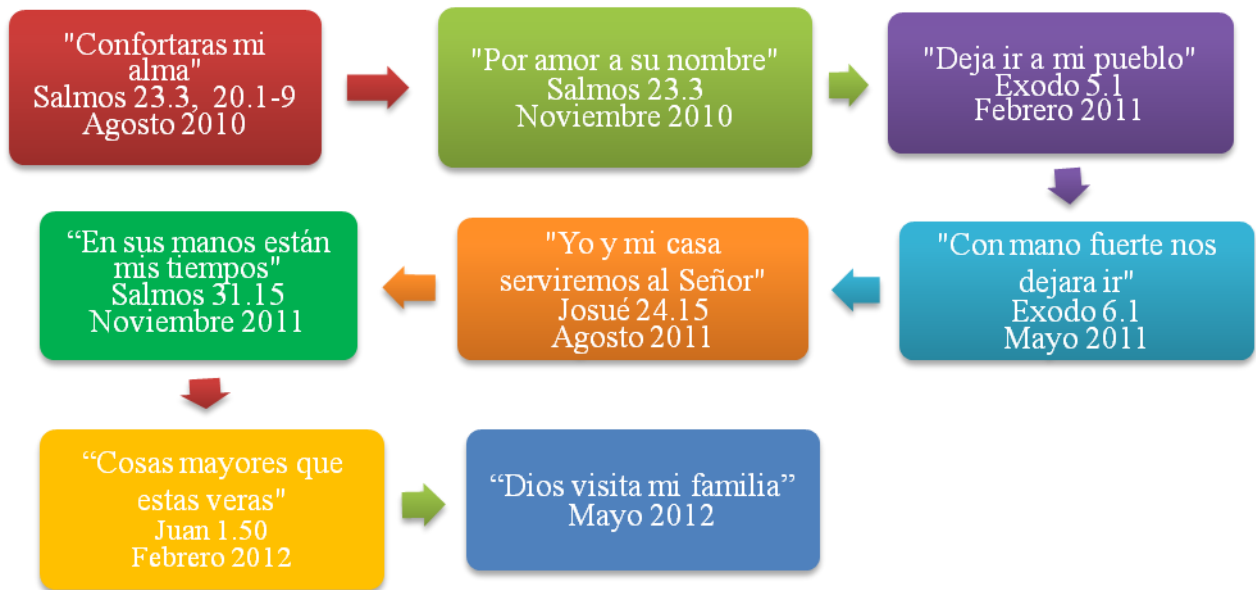 "Confortaras mi
alma"
Salmos 23.3, 20.1-9
Agosto 2010
"Por amor a su nombre"
Salmos 23.3
Noviembre 2010
"Deja ir a mi pueblo"
Exodo 5.1
Febrero 2011
"Con mano fuerte nos
dejara ir"
Exodo 6.1
Mayo 2011
"Yo y mi casa
serviremos al Señor"
Josué 24.15
Agosto 2011
“En sus manos están
mis tiempos"
Salmos 31.15
Noviembre 2011
“Cosas mayores que
estas veras"
Juan 1.50
Febrero 2012
“Dios visita mi familia”
Mayo 2012